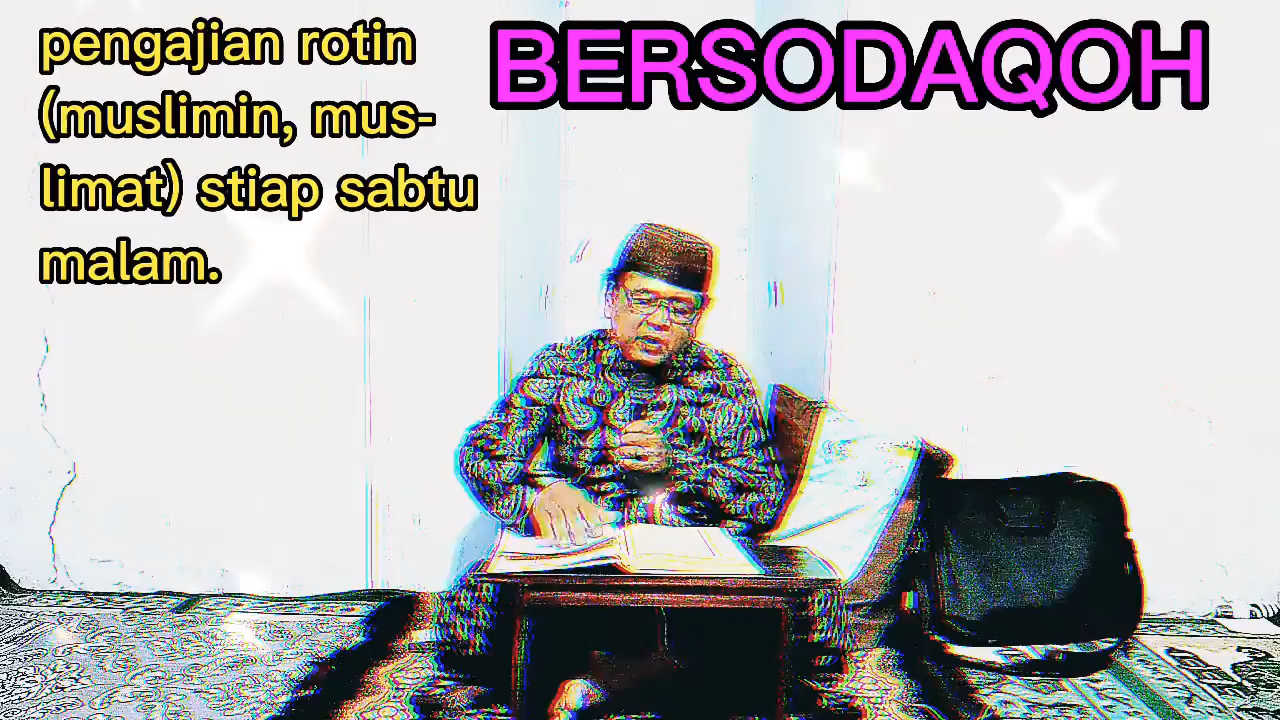 pengajian rotin
(muslimin, mus-
limat) stiap sabtu
malam.
BERSODAQOH